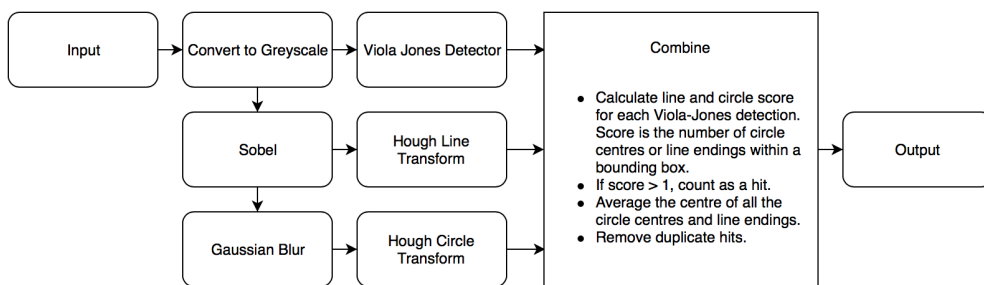 Input
Convert to Greyscale
Viola Jones Detector
Sobel
Hough Line
Transform
Gaussian Blur
Hough Circle
Transform
Combine
● Calculate line and circle score
for each Viola-Jones detection.
Score is the number of circle
centres or line endings within a
bounding box.
● If score > 1, count as a hit.
● Average the centre of all the
circle centres and line endings.
● Remove duplicate hits.
Output